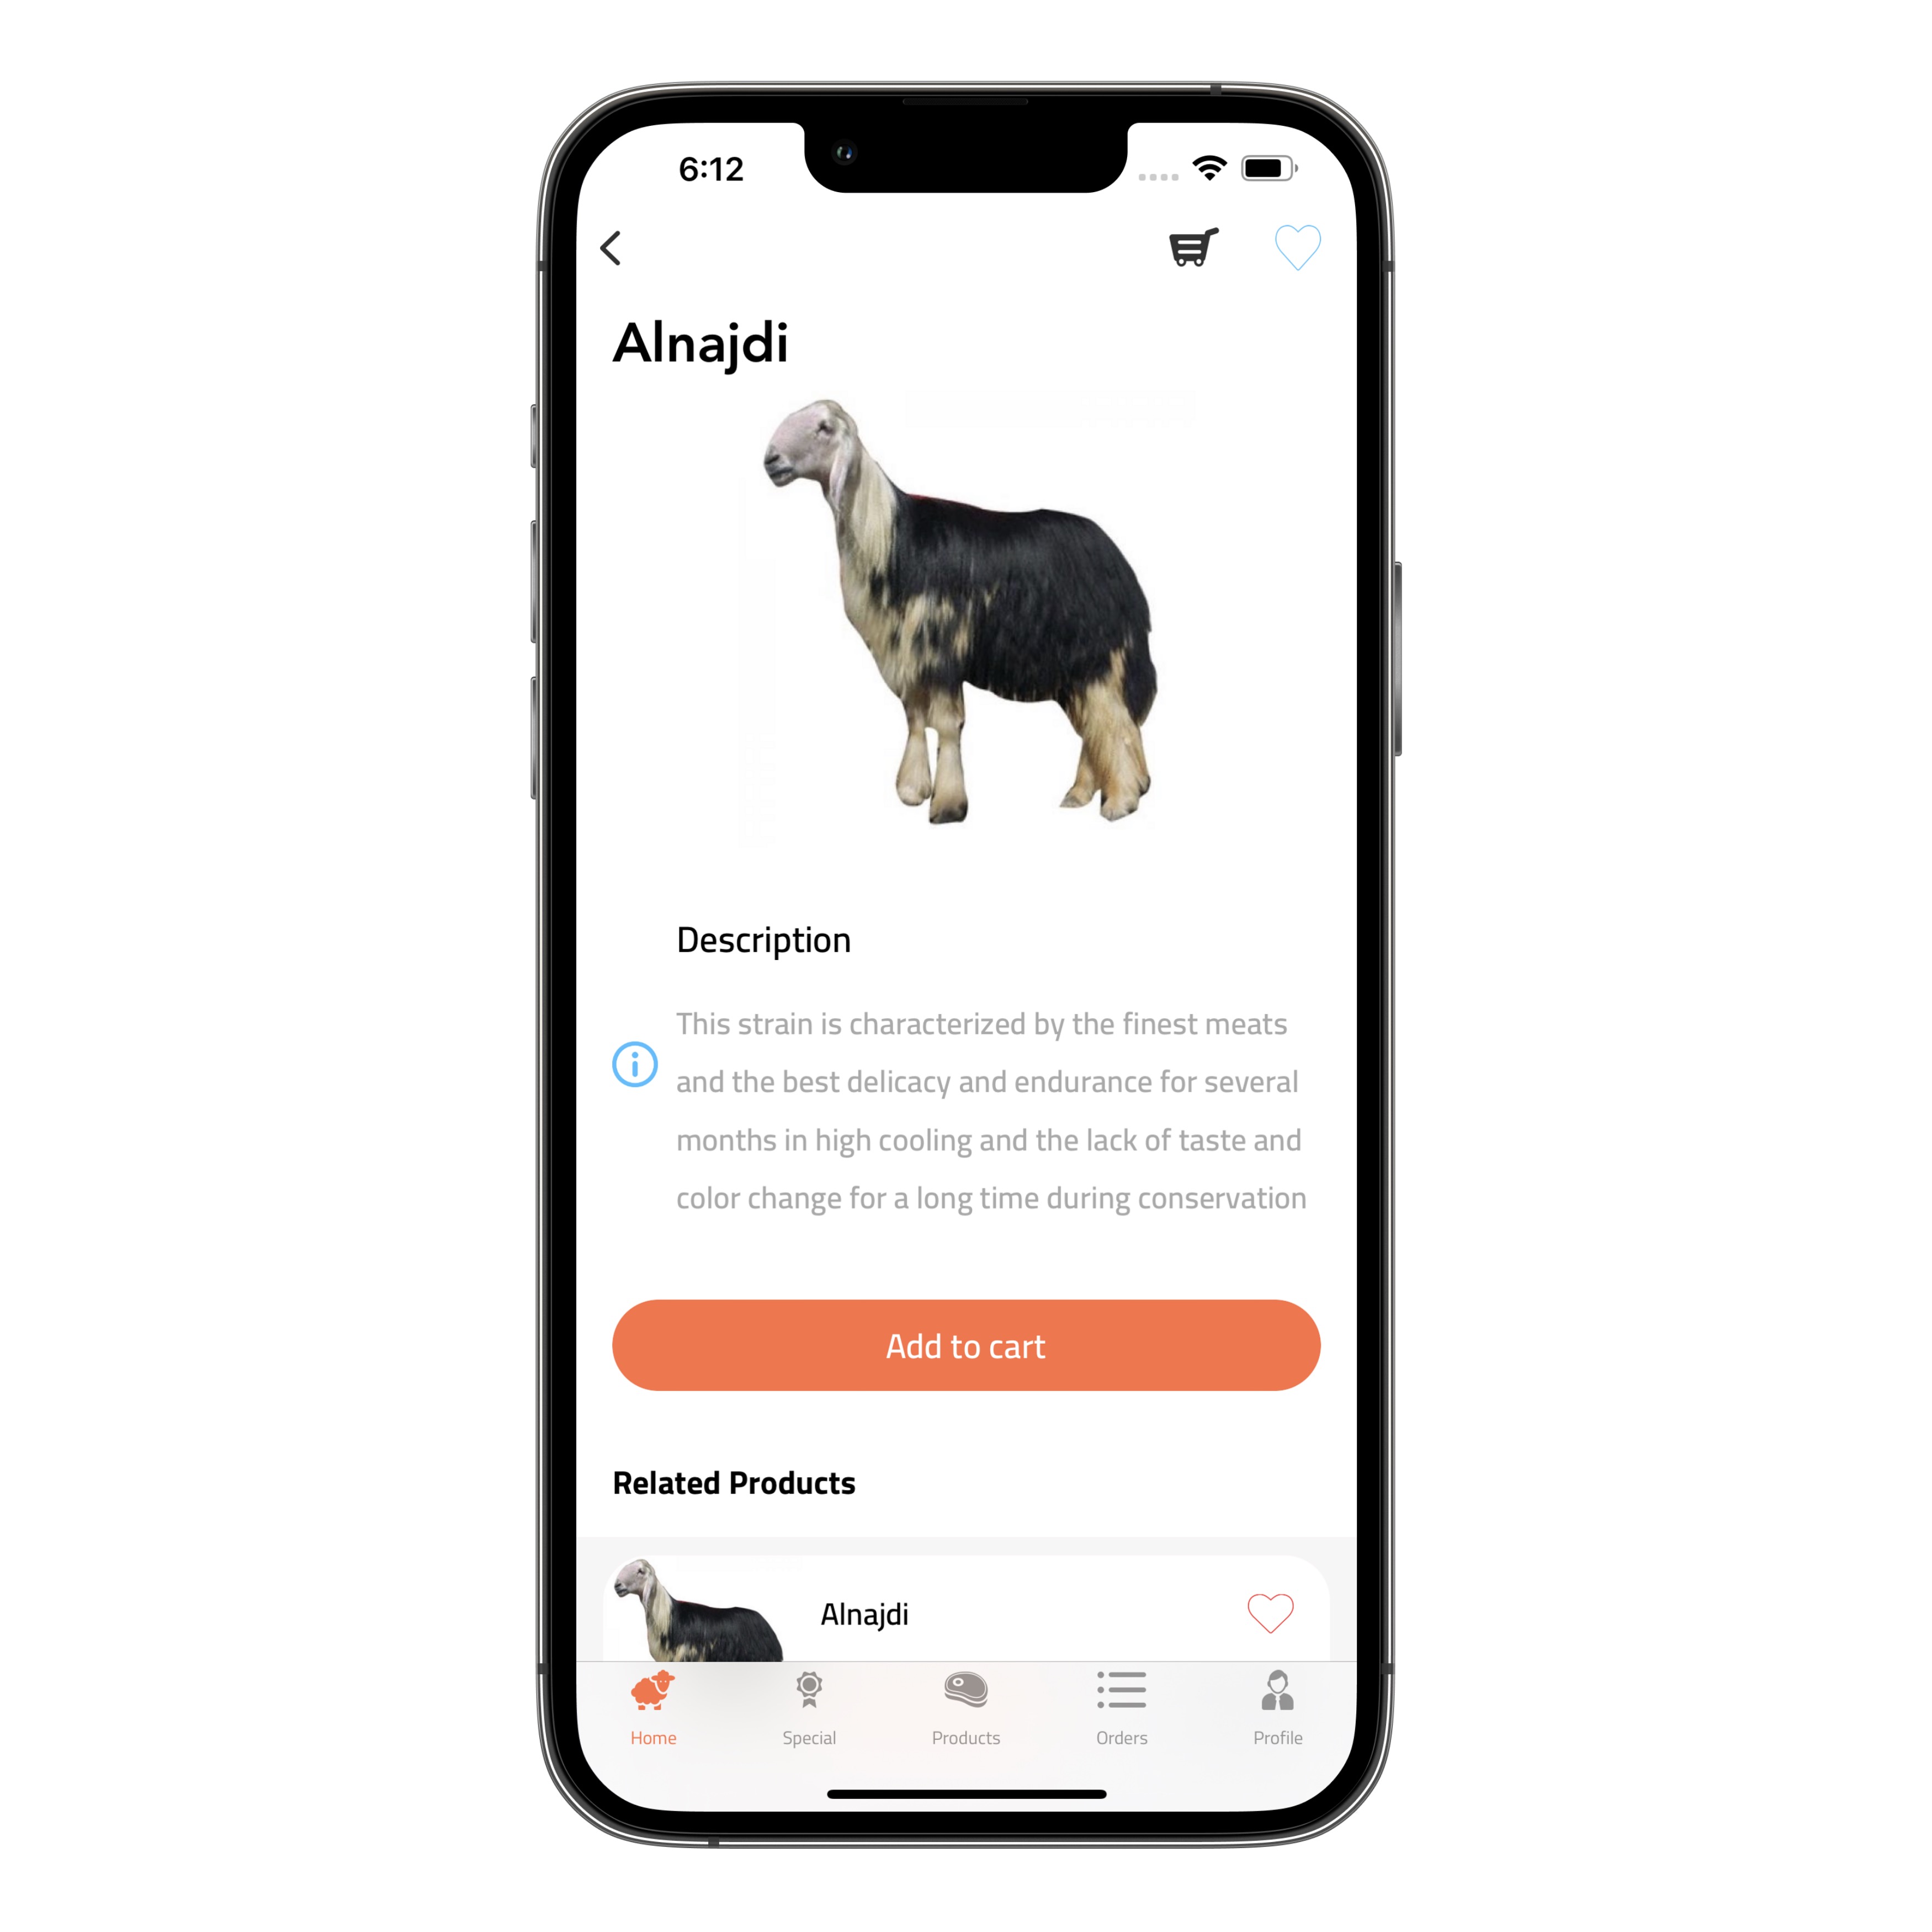 6:12
Alnajdi
Description
This strain is characterized by the finest meats
and the best delicacy and endurance for several
months in high cooling and the lack of taste and
color change for a long time during conservation
Add to cart
Related Products
Alnajdi
Home
Special
Products
Orders
Profile